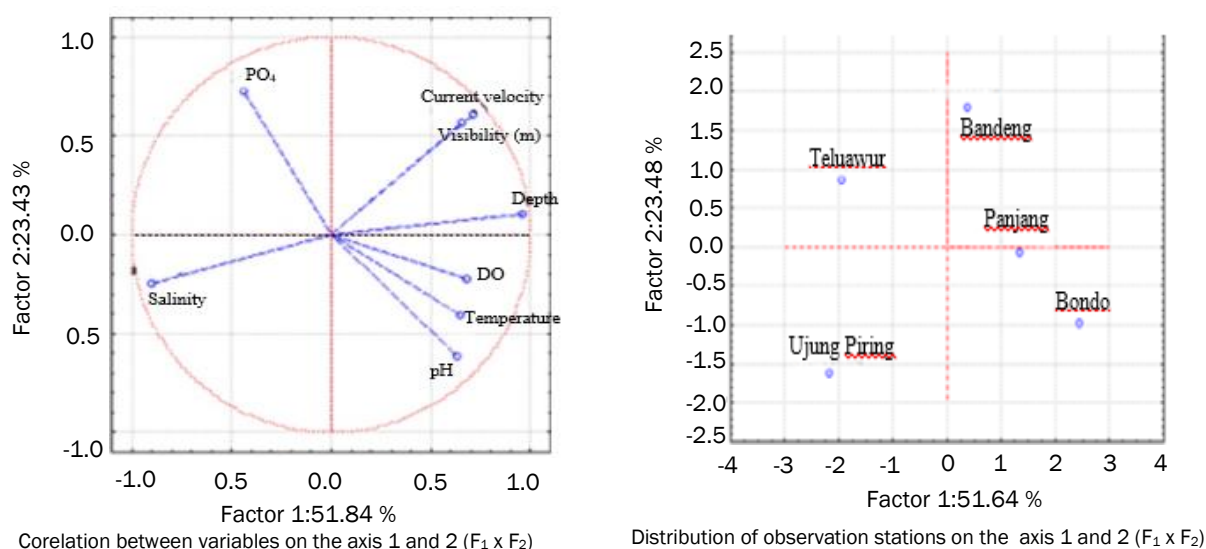 1.0
0.5
0.0
0.5
-1.0
Factor 2:23.43 %
PO₄
Current velocity
Visibility (m)
Depth
DO
Temperature
pH
Salinity
-1.0 0.5 0.0 0.5 1.0
Factor 1:51.84 %
Corelation between variables on the axis 1 and 2 (F₁ x F₂)
2.5
2.0
1.5
1.0
0.5
0.0
-0.5
-1.0
-1.5
-2.0
-2.5
Factor 2:23.48 %
Bandeng
Teluawur
Panjang
Bondo
Ujung Piring
-4 -3 -2 -1 0 1 2 3 4
Factor 1:51.64 %
Distribution of observation stations on the axis 1 and 2 (F₁ x F₂)